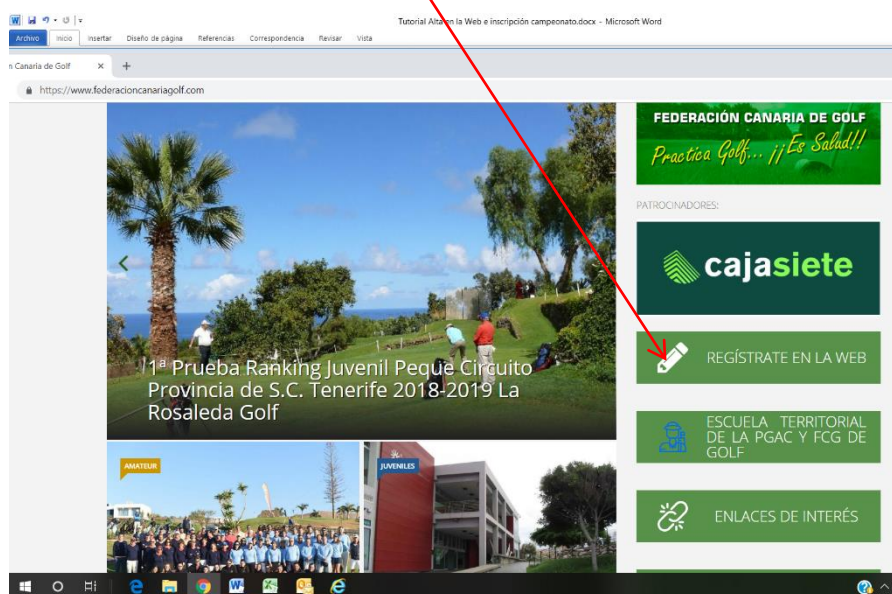 Tutorial Alta en la Web e inscripción campeonato.docx - Microsoft Word
Archivo Inicio Insertar Diseño de página Referencias Correspondencia Revisar Vista
n Canaria de Golf
https://www.federacioncanariagolf.com
1ª Prueba Ranking Juvenil Peque Circuito
Provincia de S.C. Tenerife 2018-2019 La
Rosaleda Golf
AMATEUR
JUVENILES
FEDERACIÓN CANARIA DE GOLF
Practica Golf... ¡¡Es Salud!!
PATROCINADORES:
cajasiete
REGÍSTRATE EN LA WEB
ESCUELA TERRITORIAL
DE LA PGAC Y FCG DE
GOLF
ENLACES DE INTERÉS